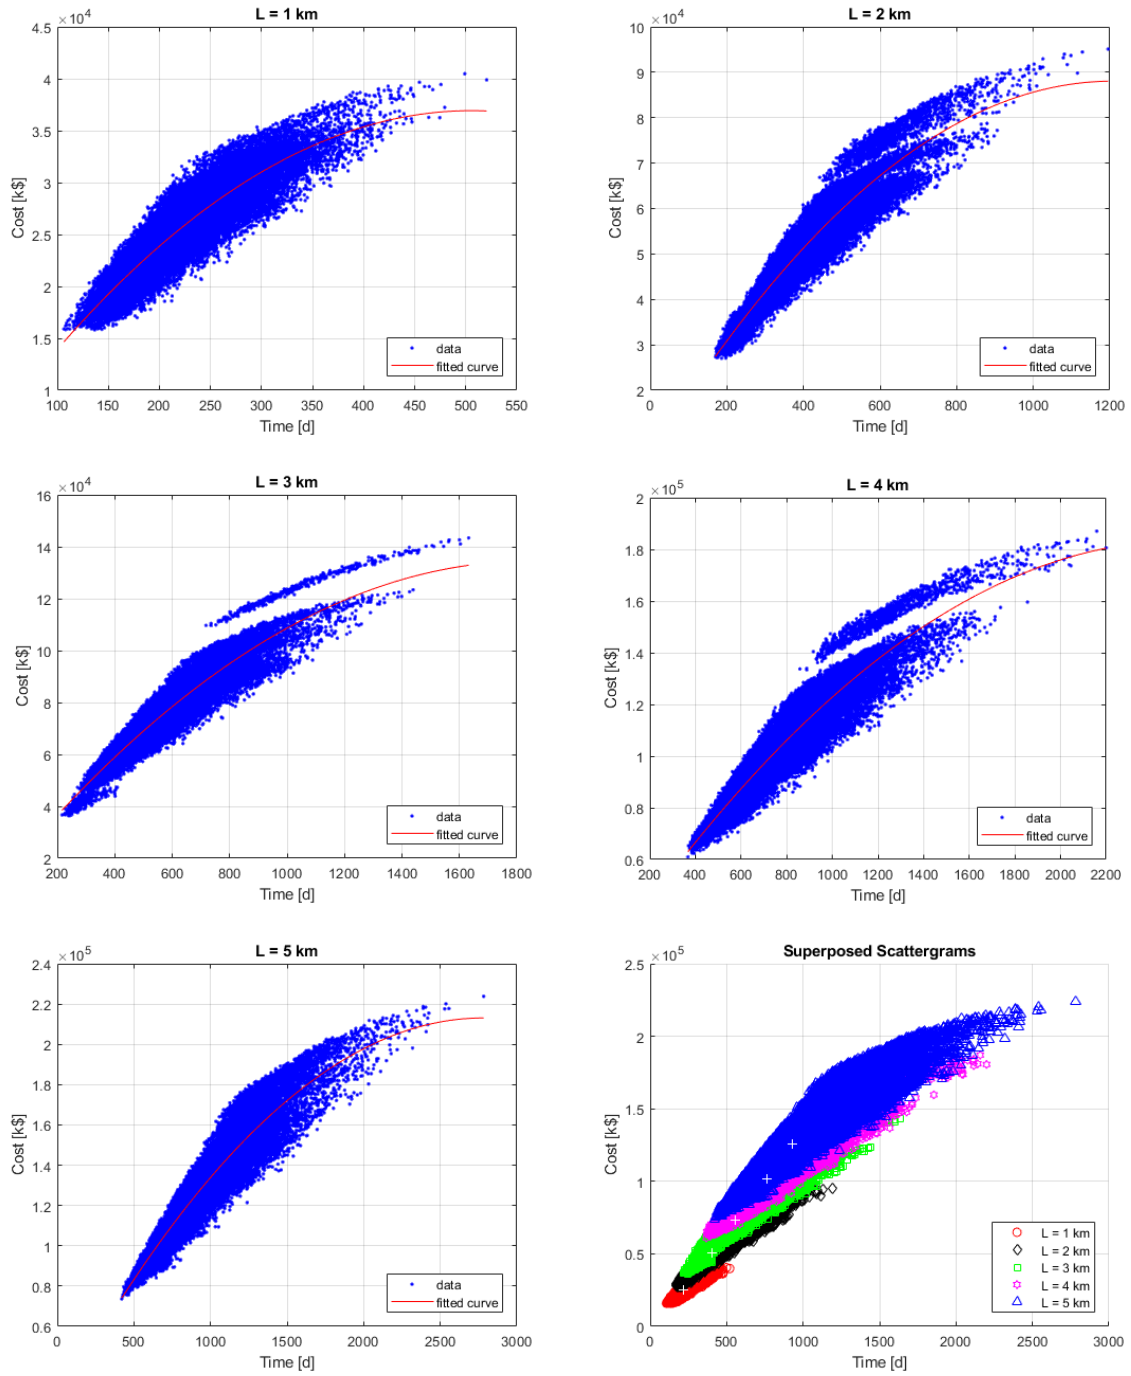 L = 1 km
×10^4
4.5
4
3.5
3
2.5
2
1.5
1
Cost [k$]
data
fitted curve
100 150 200 250 300 350 400 450 500 550
Time [d]
L = 2 km
×10^4
10
9
8
7
6
5
4
3
2
Cost [k$]
data
fitted curve
0 200 400 600 800 1000 1200
Time [d]
L = 3 km
×10^4
16
14
12
10
8
6
4
2
Cost [k$]
data
fitted curve
200 400 600 800 1000 1200 1400 1600 1800
Time [d]
L = 4 km
×10^5
2
1.8
1.6
1.4
1.2
1
0.8
0.6
Cost [k$]
data
fitted curve
200 400 600 800 1000 1200 1400 1600 1800 2000 2200
Time [d]
L = 5 km
×10^5
2.4
2.2
2
1.8
1.6
1.4
1.2
1
0.8
0.6
Cost [k$]
data
fitted curve
0 500 1000 1500 2000 2500 3000
Time [d]
Superposed Scattergrams
×10^5
2.5
2
1.5
1
0.5
0
Cost [k$]
L = 1 km
L = 2 km
L = 3 km
L = 4 km
L = 5 km
0 500 1000 1500 2000 2500 3000
Time [d]